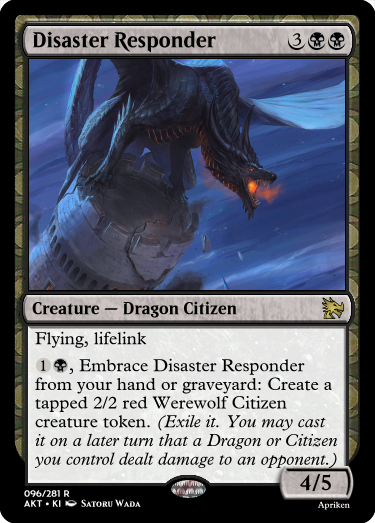 Disaster Responder 3
Creature — Dragon Citizen
Flying, lifelink
1 , Embrace Disaster Responder
from your hand or graveyard: Create a
tapped 2/2 red Werewolf Citizen
creature token. (Exile it. You may cast
it on a later turn that a Dragon or Citizen
you control dealt damage to an opponent.)
4/5
096/281 R
AKT • KI Satoru Wada
Apriken